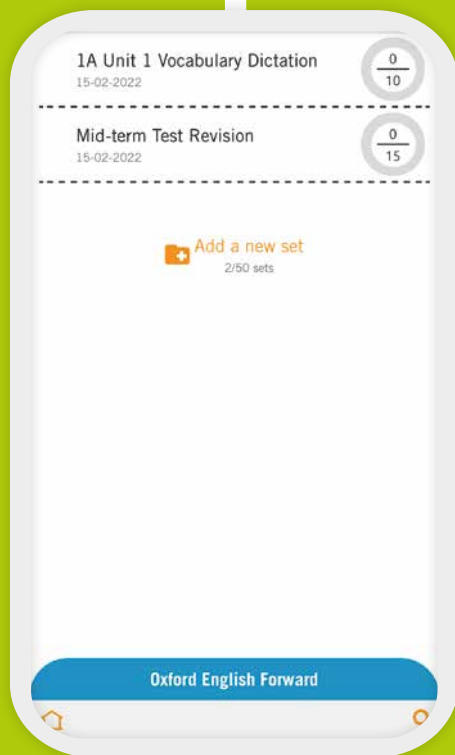 1A Unit 1 Vocabulary Dictation
15-02-2022
0
10
Mid-term Test Revision
15-02-2022
0
15
Add a new set
2/50 sets
Oxford English Forward